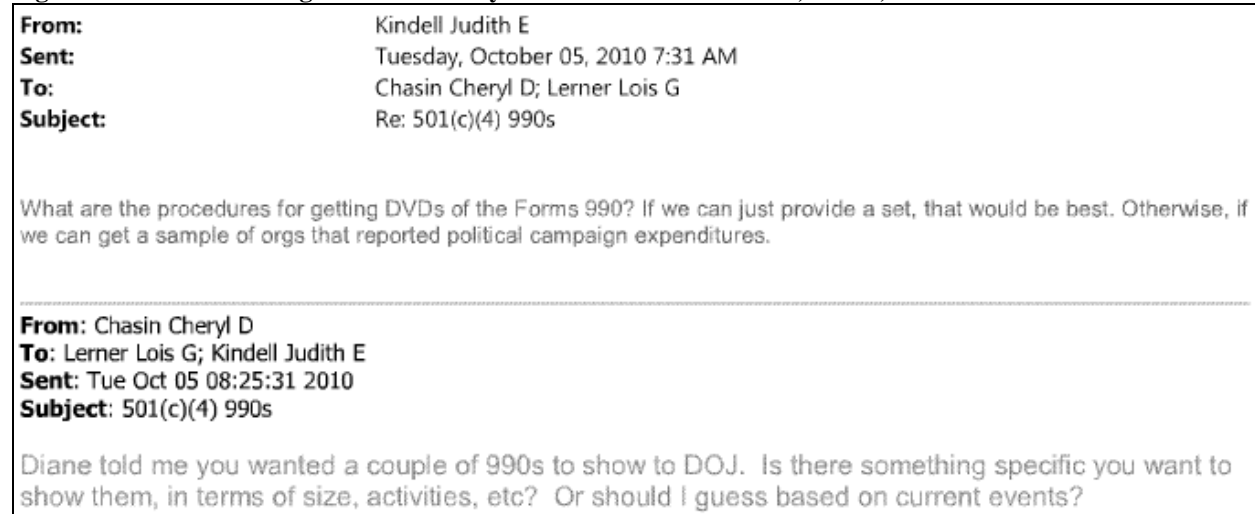 From: Kindell Judith E
Sent: Tuesday, October 05, 2010 7:31 AM
To: Chasin Cheryl D; Lerner Lois G
Subject: Re: 501(c)(4) 990s
What are the procedures for getting DVDs of the Forms 990? If we can just provide a set, that would be best. Otherwise, if
we can get a sample of orgs that reported political campaign expenditures.
From: Chasin Cheryl D
To: Lerner Lois G; Kindell Judith E
Sent: Tue Oct 05 08:25:31 2010
Subject: 501(c)(4) 990s
Diane told me you wanted a couple of 990s to show to DOJ. Is there something specific you want to
show them, in terms of size, activities, etc? Or should I guess based on current events?